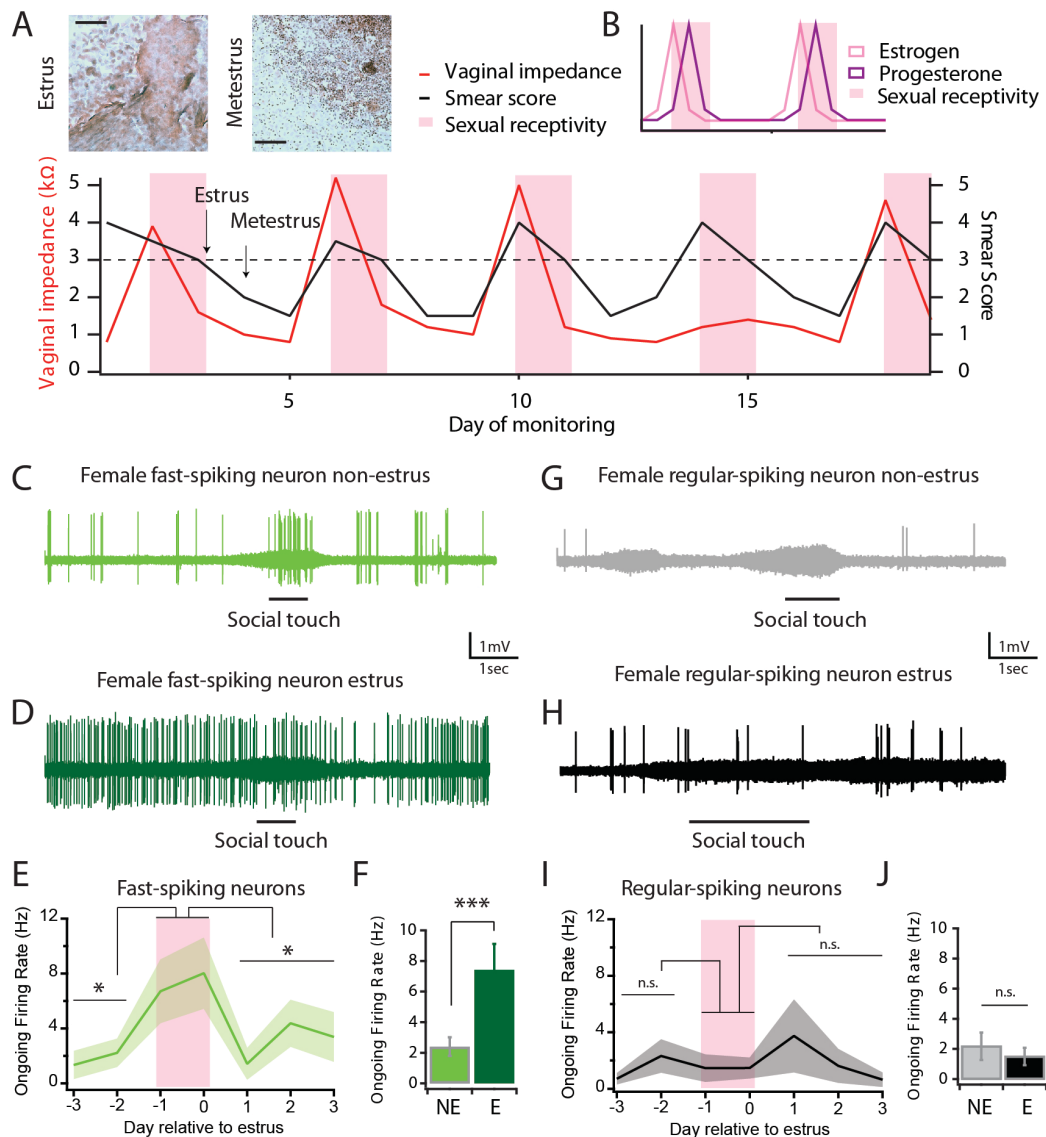 A
Estrus
Metestrus
Vaginal impedance
Smear score
Sexual receptivity
B
Estrogen
Progesterone
Sexual receptivity
Vaginal impedance (kΩ)
5
4
3
2
1
0
Estrus
Metestrus
5
4
3
2
1
0
Smear Score
5
10
15
Day of monitoring
C
Female fast-spiking neuron non-estrus
Social touch
1mV
1sec
D
Female fast-spiking neuron estrus
Social touch
G
Female regular-spiking neuron non-estrus
Social touch
1mV
1sec
Female regular-spiking neuron estrus
H
Social touch
E
Fast-spiking neurons
Ongoing Firing Rate (Hz)
12
8
4
0
*
*
-3
-2
-1
0
1
2
3
Day relative to estrus
F
Ongoing Firing Rate (Hz)
10
8
6
4
2
0
***
NE
E
I
Regular-spiking neurons
Ongoing Firing Rate (Hz)
12
8
4
0
n.s.
n.s.
-3
-2
-1
0
1
2
3
Day relative to estrus
J
Ongoing Firing Rate (Hz)
10
8
6
4
2
0
n.s.
NE
E